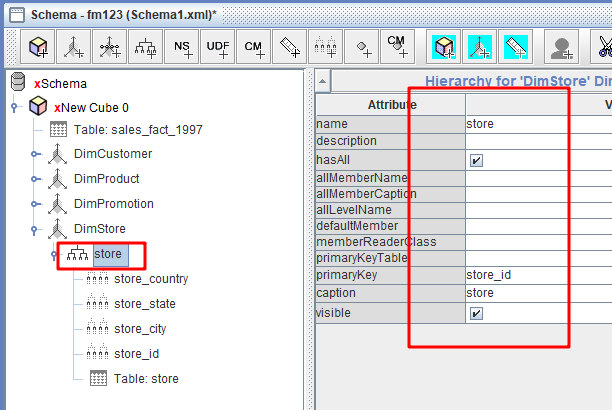 Schema - fm123 (Schema1.xml)*
NS UDF CM CM
xSchema
xNew Cube 0
Table: sales_fact_1997
DimCustomer
DimProduct
DimPromotion
DimStore
store
store_country
store_state
store_city
store_id
Table: store
Hierarchy for 'DimStore' Di
Attribute V
name store
description
hasAll
allMemberName
allMemberCaption
allLevelName
defaultMember
memberReaderClass
primaryKeyTable
primaryKey store_id
caption store
visible